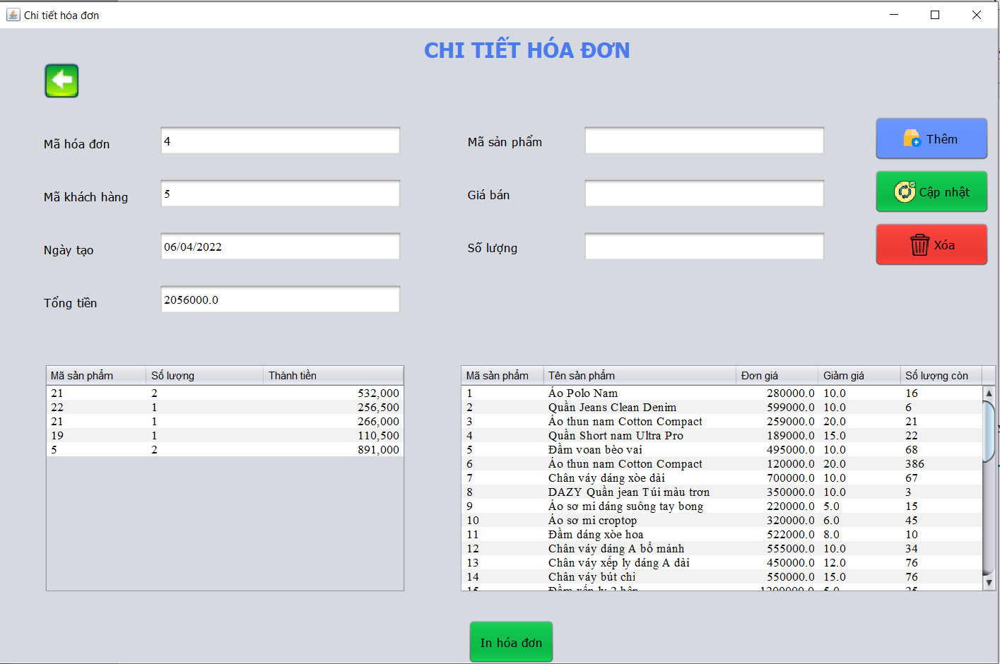 Chi tiết hóa đơn
CHI TIẾT HÓA ĐƠN
Mã hóa đơn 4
Mã khách hàng 5
Ngày tạo 06/04/2022
Tổng tiền 2056000.0
Mã sản phẩm
Giá bán
Số lượng
Thêm
Cập nhật
Xóa
Mã sản phẩm Số lượng Thành tiền
21 2 532,000
22 1 256,500
21 1 266,000
19 1 110,500
5 2 891,000
Mã sản phẩm Tên sản phẩm Đơn giá Giảm giá Số lượng còn
1 Áo Polo Nam 280000.0 10.0 16
2 Quần Jeans Clean Denim 599000.0 10.0 6
3 Áo thun nam Cotton Compact 259000.0 20.0 21
4 Quần Short nam Ultra Pro 189000.0 15.0 22
5 Đầm voan bèo vai 495000.0 10.0 68
6 Áo thun nam Cotton Compact 120000.0 20.0 386
7 Chân váy dáng xòe dài 700000.0 10.0 67
8 DAZY Quần jean Túi màu trơn 350000.0 10.0 3
9 Áo sơ mi dáng suông tay bong 220000.0 5.0 15
10 Áo sơ mi croptop 320000.0 6.0 45
11 Đầm dáng xòe hoa 522000.0 8.0 10
12 Chân váy dáng A bổ mảnh 555000.0 10.0 34
13 Chân váy xếp ly dáng A dài 450000.0 12.0 76
14 Chân váy bút chì 550000.0 15.0 76
15 Đầm xếp ly 2 bên 1200000.0 5.0 25
In hóa đơn